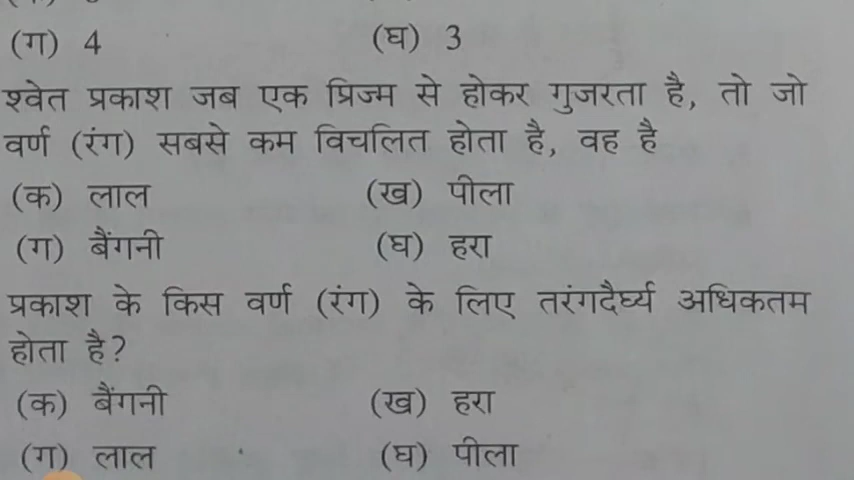 (ग) 4 (घ) 3
श्वेत प्रकाश जब एक प्रिज्म से होकर गुजरता है, तो जो
वर्ण (रंग) सबसे कम विचलित होता है, वह है
(क) लाल (ख) पीला
(ग) बैंगनी (घ) हरा
प्रकाश के किस वर्ण (रंग) के लिए तरंगदैर्घ्य अधिकतम
होता है?
(क) बैंगनी (ख) हरा
(ग) लाल (घ) पीला